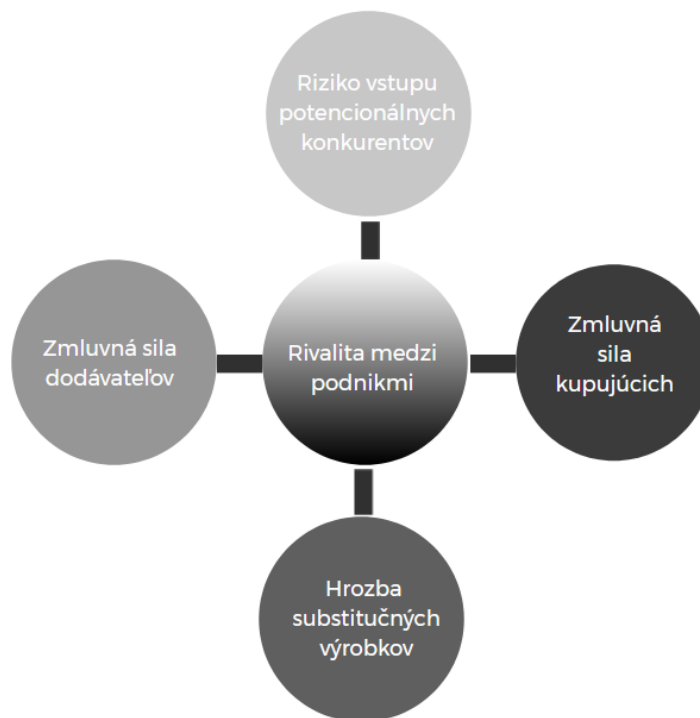 Riziko vstupu
potencionálnych
konkurentov
Zmluvná sila
dodávateľov
Rivalita medzi
podnikmi
Zmluvná
sila
kupujúcich
Hrozba
substitučných
výrobkov